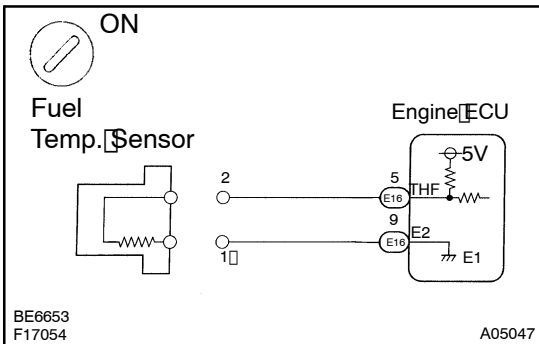 ON
Fuel
Temp. Sensor
Engine ECU
5V
2
5
THF
E16
9
E2
E16
1
E1
BE6653
F17054
A05047